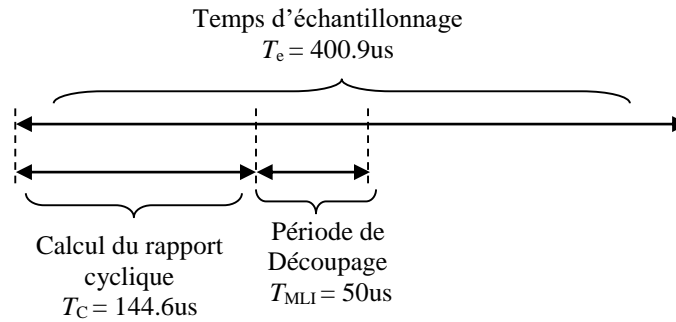 Temps d'échantillonnage
Te = 400.9us
Calcul du rapport
cyclique
TC = 144.6us
Période de
Découpage
TMLI = 50us